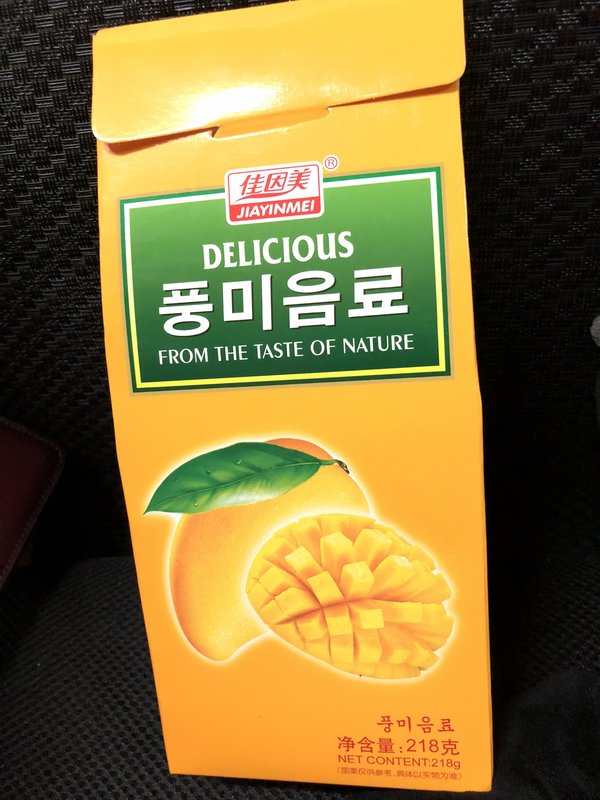 佳因美®
JIAYINMEI
DELICIOUS
풍미음료
FROM THE TASTE OF NATURE
풍미음료
净含量:218克
NET CONTENT:218g
(图案仅供参考,具体以实物为准)